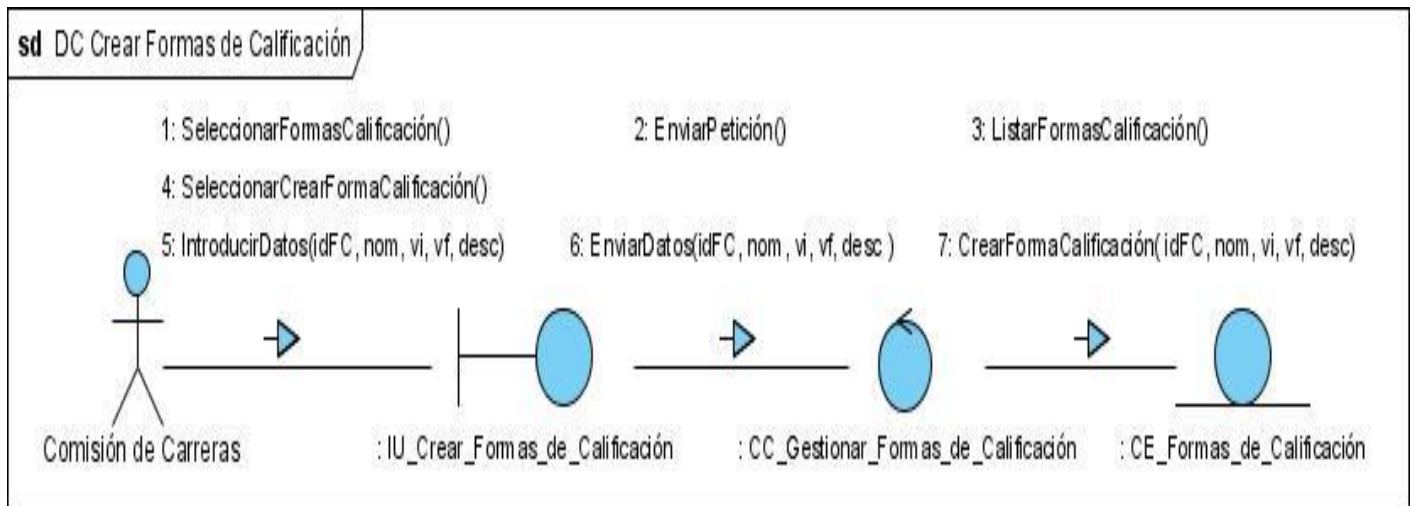 sd DC Crear Formas de Calificación
1: SeleccionarFormasCalificación()
2: EnviarPetición()
3: ListarFormasCalificación()
4: SeleccionarCrearFormaCalificación()
5: IntroducirDatos(idFC, nom, vi, vf, desc)
6: EnviarDatos(idFC, nom, vi, vf, desc )
7: CrearFormaCalificación( idFC, nom, vi, vf, desc)
Comisión de Carreras
: IU_Crear_Formas_de_Calificación
: CC_Gestionar_Formas_de_Calificación
: CE_Formas_de_Calificación